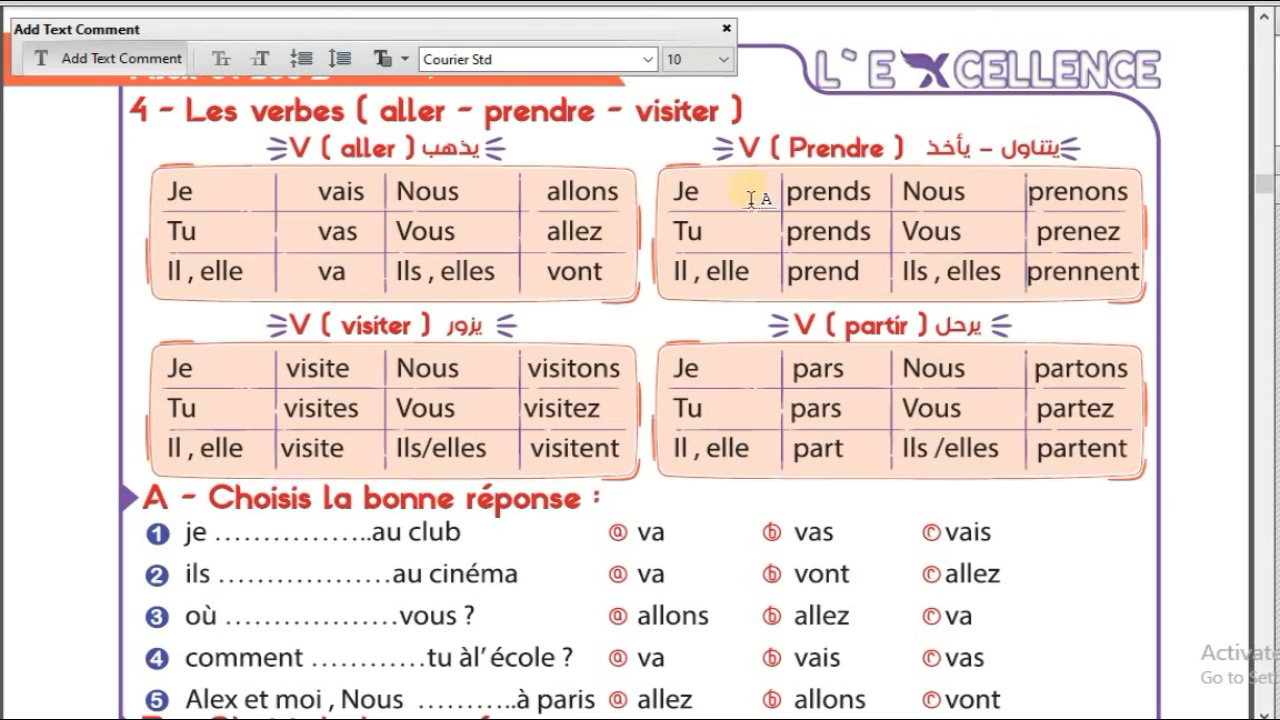 Add Text Comment
Add Text Comment
Courier Std
10
L`EXCELLENCE
4 - Les verbes ( aller - prendre - visiter )
V ( aller ) يذهب
V ( Prendre ) يتناول - يأخذ
Je vais Nous allons
Tu vas Vous allez
Il , elle va Ils , elles vont
Je prends Nous prenons
Tu prends Vous prenez
Il , elle prend Ils , elles prennent
V ( visiter ) يزور
V ( partir ) يرحل
Je visite Nous visitons
Tu visites Vous visitez
Il , elle visite Ils/elles visitent
Je pars Nous partons
Tu pars Vous partez
Il , elle part Ils /elles partent
A - Choisis la bonne réponse :
1 je ……………..au club a va b vas c vais
2 ils ………………au cinéma a va b vont c allez
3 où ………………vous ? a allons b allez c va
4 comment …………tu àl' école ? a va b vais c vas
5 Alex et moi , Nous ………..à paris a allez b allons c vont
Activate
Go to Set